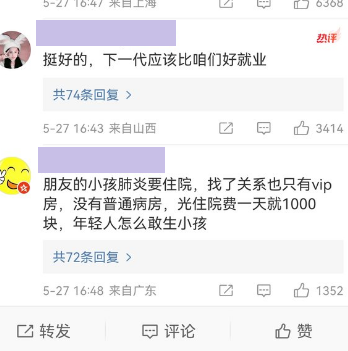 5-27 16:47 来自上海 6368
热评
挺好的，下一代应该比咱们好就业
共74条回复 >
5-27 16:43 来自山西 3414
朋友的小孩肺炎要住院，找了关系也只有vip
房，没有普通病房，光住院费一天就1000
块，年轻人怎么敢生小孩
共72条回复 >
5-27 16:48 来自广东 1352
转发 评论 赞